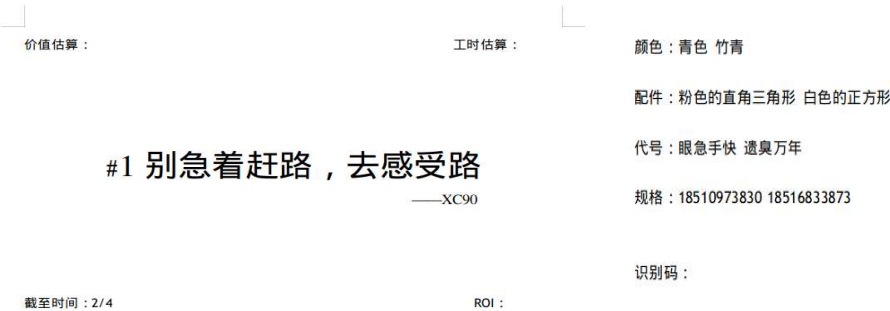 价值估算：
工时估算：
#1 别急着赶路，去感受路
——XC90
截至时间：2/4
ROI：
颜色：青色 竹青
配件：粉色的直角三角形 白色的正方形
代号：眼急手快 遗臭万年
规格：18510973830 18516833873
识别码：